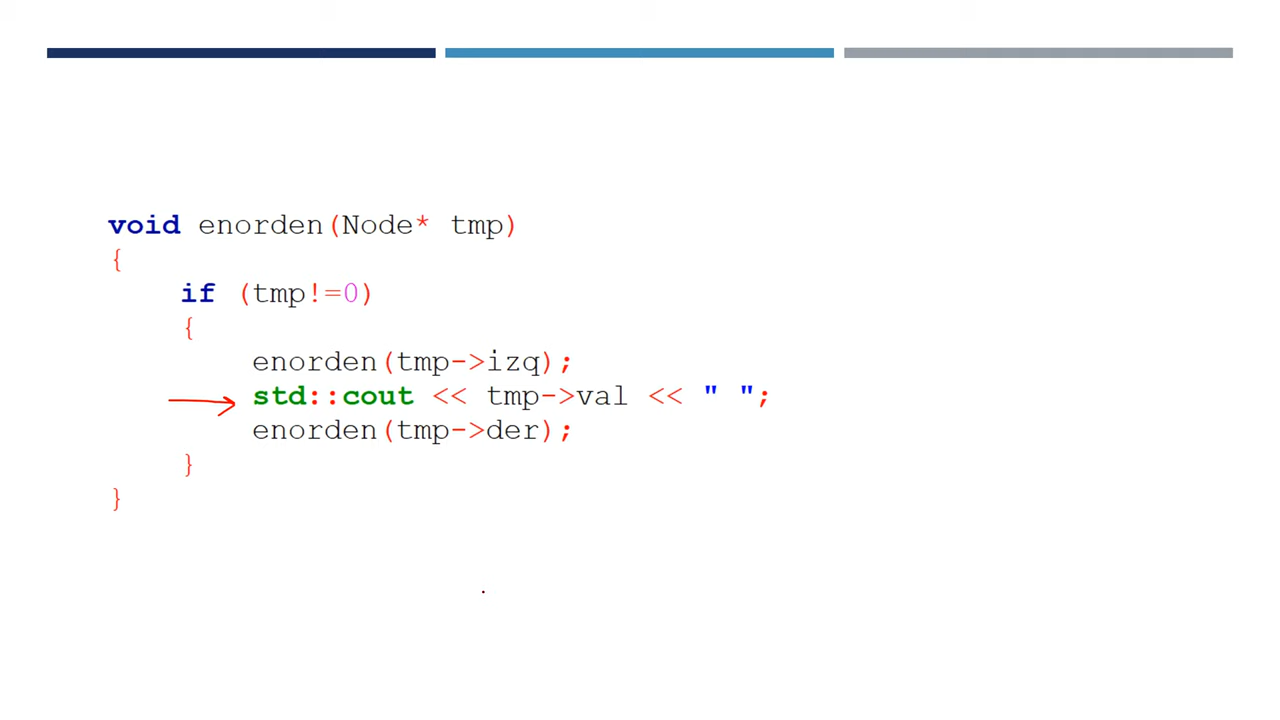 void enorden(Node* tmp)
{
if (tmp!=0)
{
enorden(tmp->izq);
std::cout << tmp->val << " ";
enorden(tmp->der);
}
}